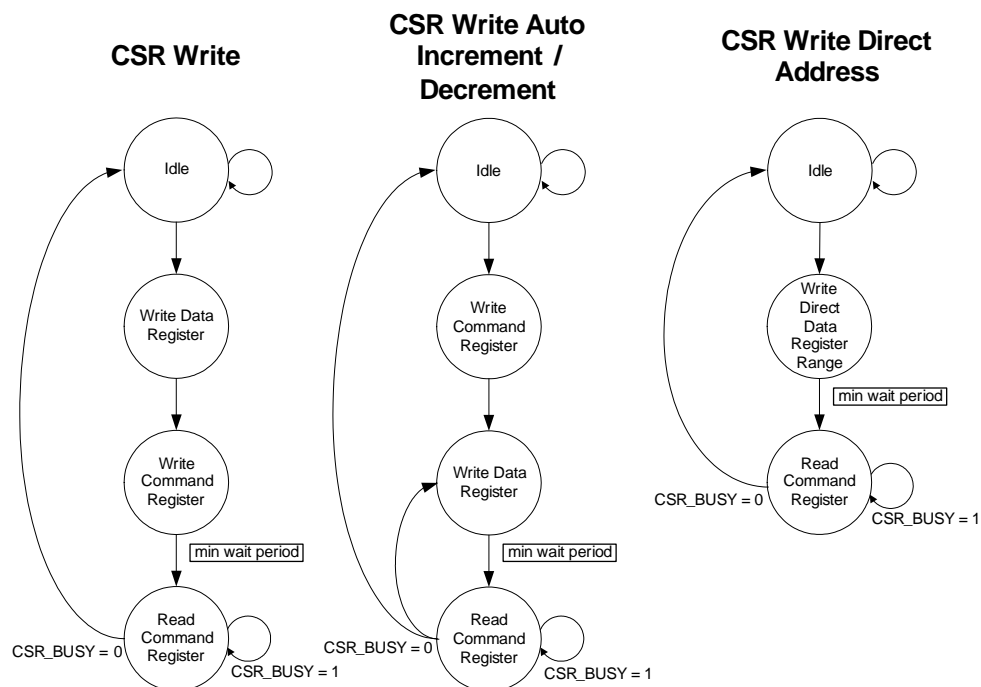 CSR Write
Idle
Write Data
Register
Write
Command
Register
min wait period
Read
Command
Register
CSR_BUSY = 0
CSR_BUSY = 1
CSR Write Auto
Increment /
Decrement
Idle
Write
Command
Register
Write Data
Register
min wait period
Read
Command
Register
CSR_BUSY = 0
CSR_BUSY = 1
CSR Write Direct
Address
Idle
Write
Direct
Data
Register
Range
min wait period
Read
Command
Register
CSR_BUSY = 0
CSR_BUSY = 1